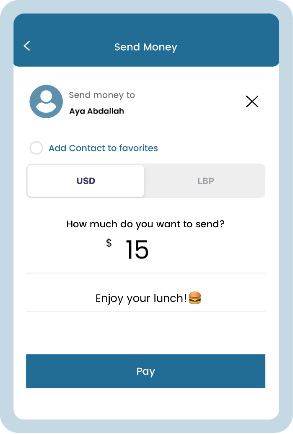 Send Money
Send money to
Aya Abdallah
Add Contact to favorites
USD LBP
How much do you want to send?
$ 15
Enjoy your lunch!🍔
Pay